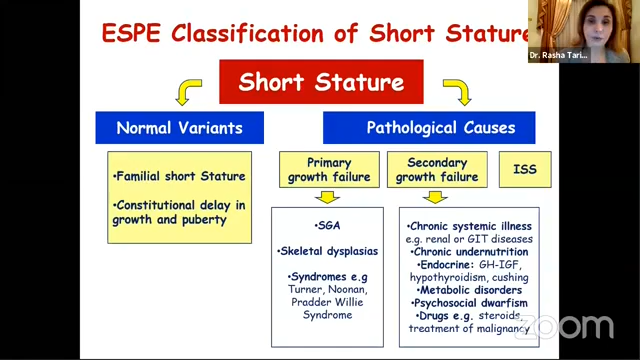 ESPE Classification of Short Stature
Dr. Rasha Tari...
Short Stature
Normal Variants
Pathological Causes
•Familial short Stature
•Constitutional delay in
growth and puberty
Primary
growth failure
Secondary
growth failure
ISS
•SGA
•Skeletal dysplasias
•Syndromes e.g
Turner, Noonan,
Pradder Willie
Syndrome
•Chronic systemic illness
e.g. renal or GIT diseases
•Chronic undernutrition
•Endocrine: GH-IGF,
hypothyroidism, cushing
•Metabolic disorders
•Psychosocial dwarfism
•Drugs e.g. steroids,
treatment of malignancy
zoom